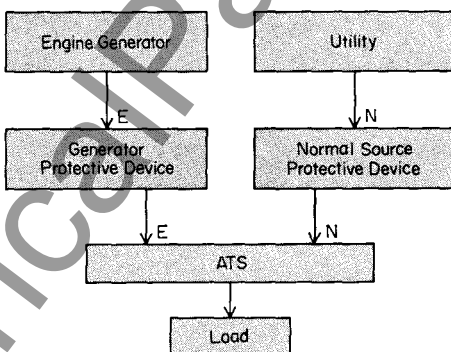 Engine Generator
Utility
E
N
Generator
Protective Device
Normal Source
Protective Device
E
N
ATS
Load